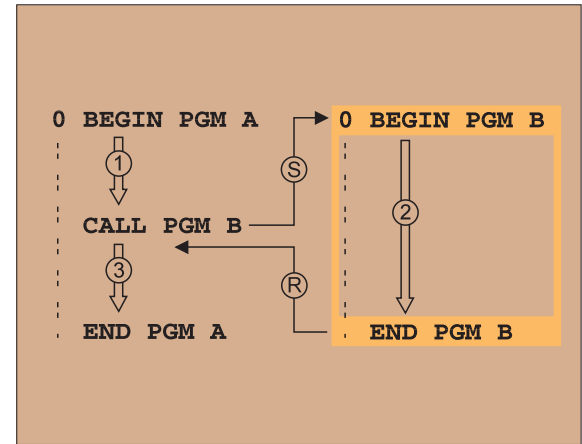 0 BEGIN PGM A
1
CALL PGM B
3
END PGM A
S
R
0 BEGIN PGM B
2
END PGM B